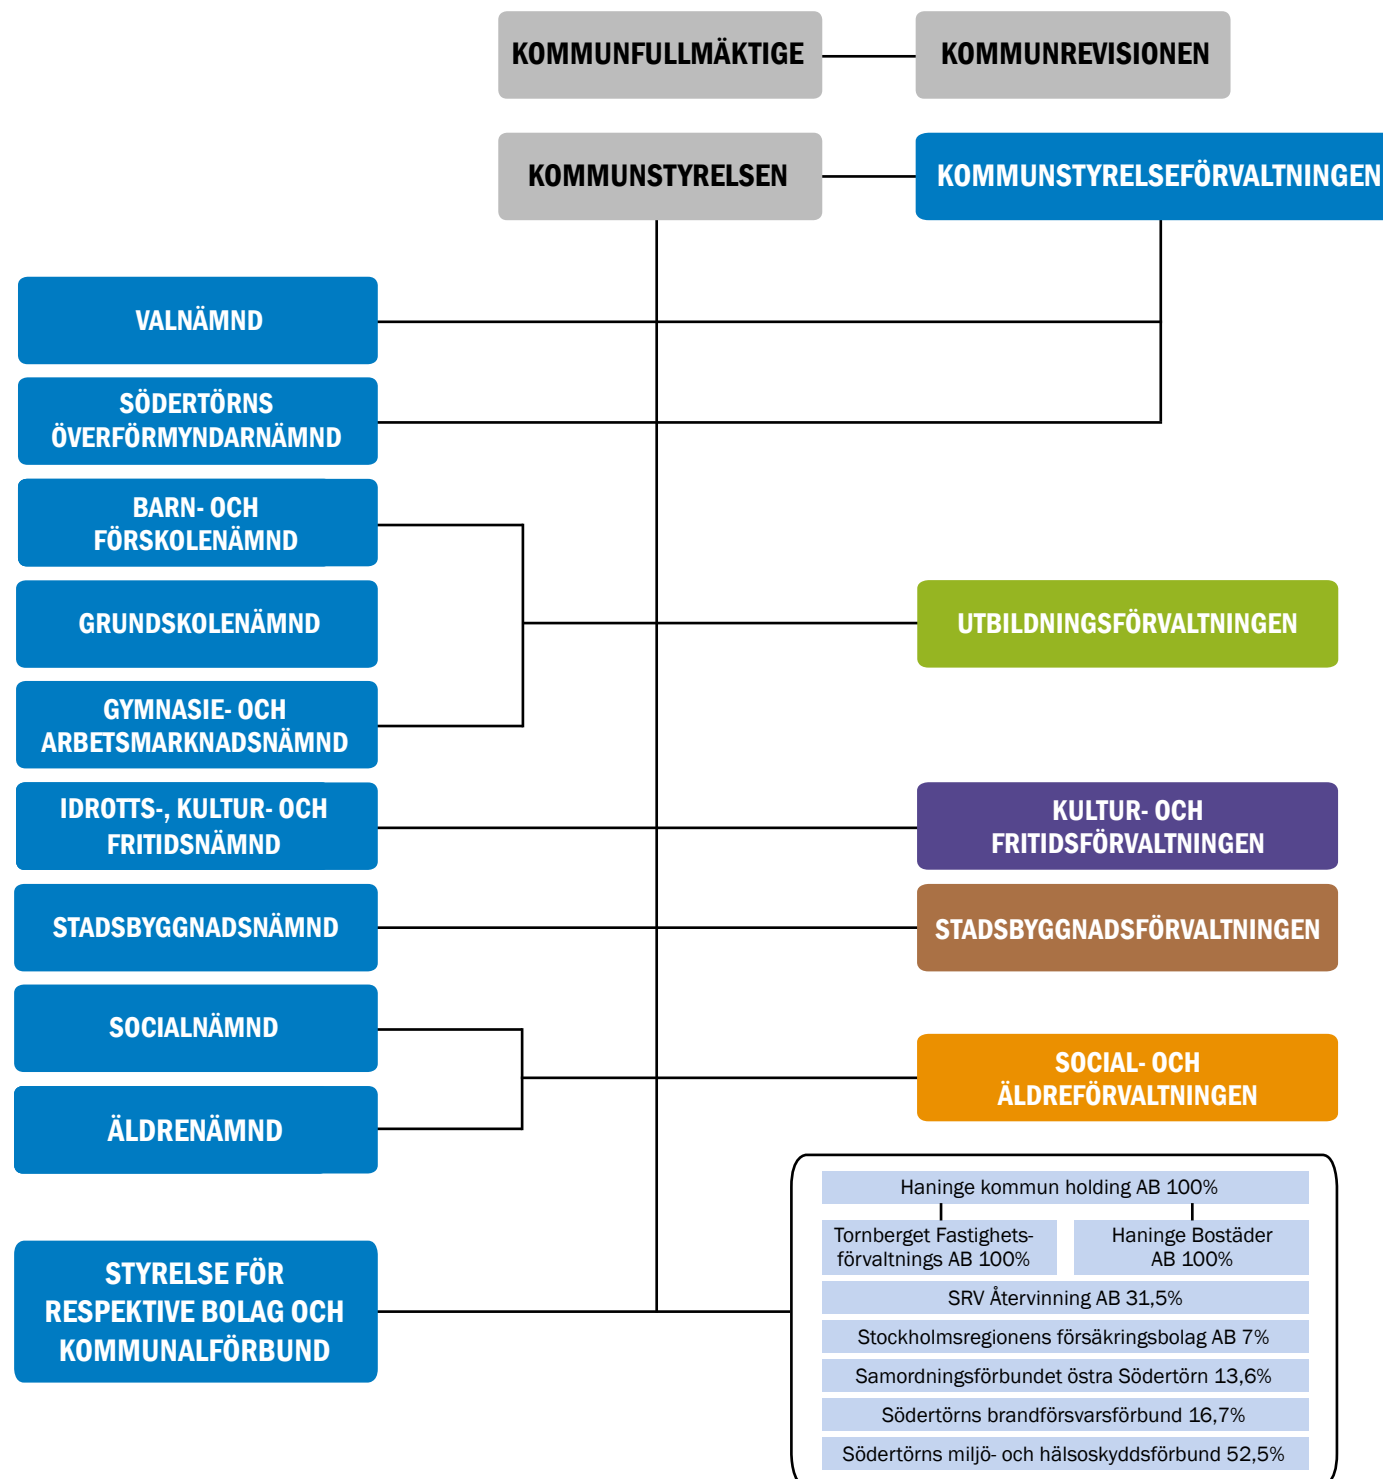 KOMMUNFULLMÄKTIGE
KOMMUNREVISIONEN
KOMMUNSTYRELSEN
KOMMUNSTYRELSEFÖRVALTNINGEN
VALNÄMND
SÖDERTÖRNS
ÖVERFÖRMYNDARNÄMND
BARN- OCH
FÖRSKOLENÄMND
GRUNDSKOLENÄMND
UTBILDNINGSFÖRVALTNINGEN
GYMNASIE- OCH
ARBETSMARKNADSNÄMND
IDROTTS-, KULTUR- OCH
FRITIDSNÄMND
KULTUR- OCH
FRITIDSFÖRVALTNINGEN
STADSBYGGNADSNÄMND
STADSBYGGNADSFÖRVALTNINGEN
SOCIALNÄMND
SOCIAL- OCH
ÄLDREFÖRVALTNINGEN
ÄLDRENÄMND
STYRELSE FÖR
RESPEKTIVE BOLAG OCH
KOMMUNALFÖRBUND
Haninge kommun holding AB 100%
Tornberget Fastighets-
förvaltnings AB 100%
Haninge Bostäder
AB 100%
SRV Återvinning AB 31,5%
Stockholmsregionens försäkringsbolag AB 7%
Samordningsförbundet östra Södertörn 13,6%
Södertörns brandförsvarsförbund 16,7%
Södertörns miljö- och hälsoskyddsförbund 52,5%